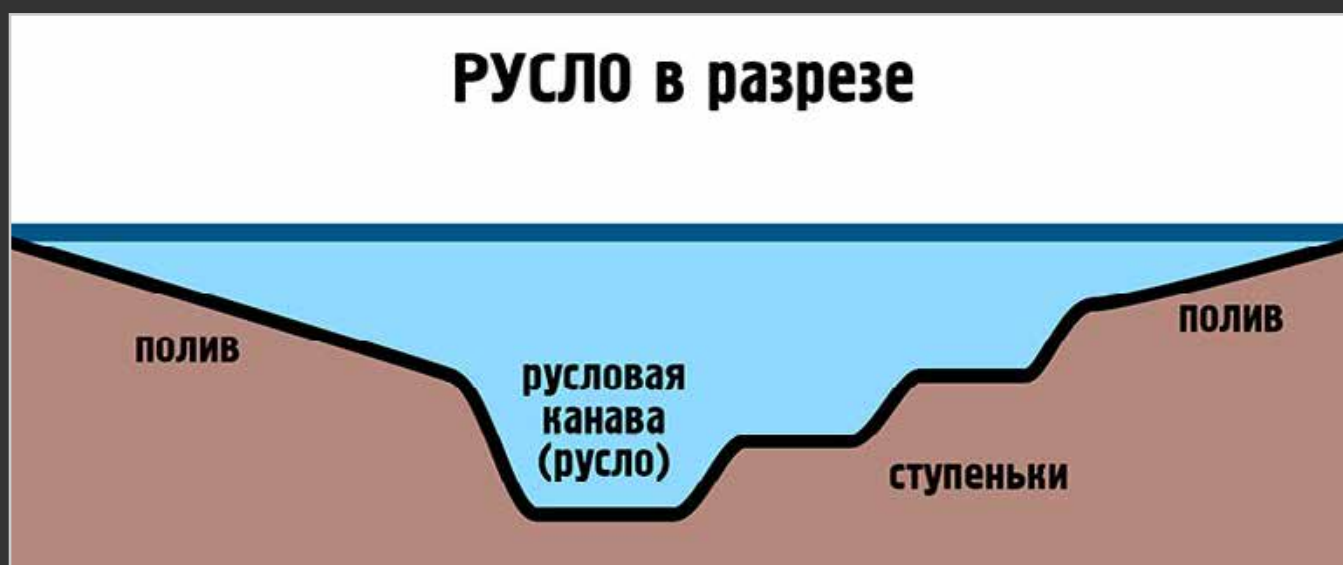 РУСЛО в разрезе
полив
русловая
канава
(русло)
ступеньки
полив